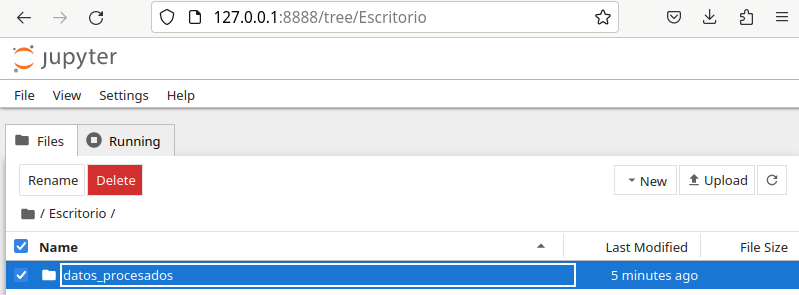 127.0.0.1:8888/tree/Escritorio
jupyter
File View Settings Help
Files Running
Rename Delete New Upload
/ Escritorio /
Name Last Modified File Size
datos_procesados 5 minutes ago